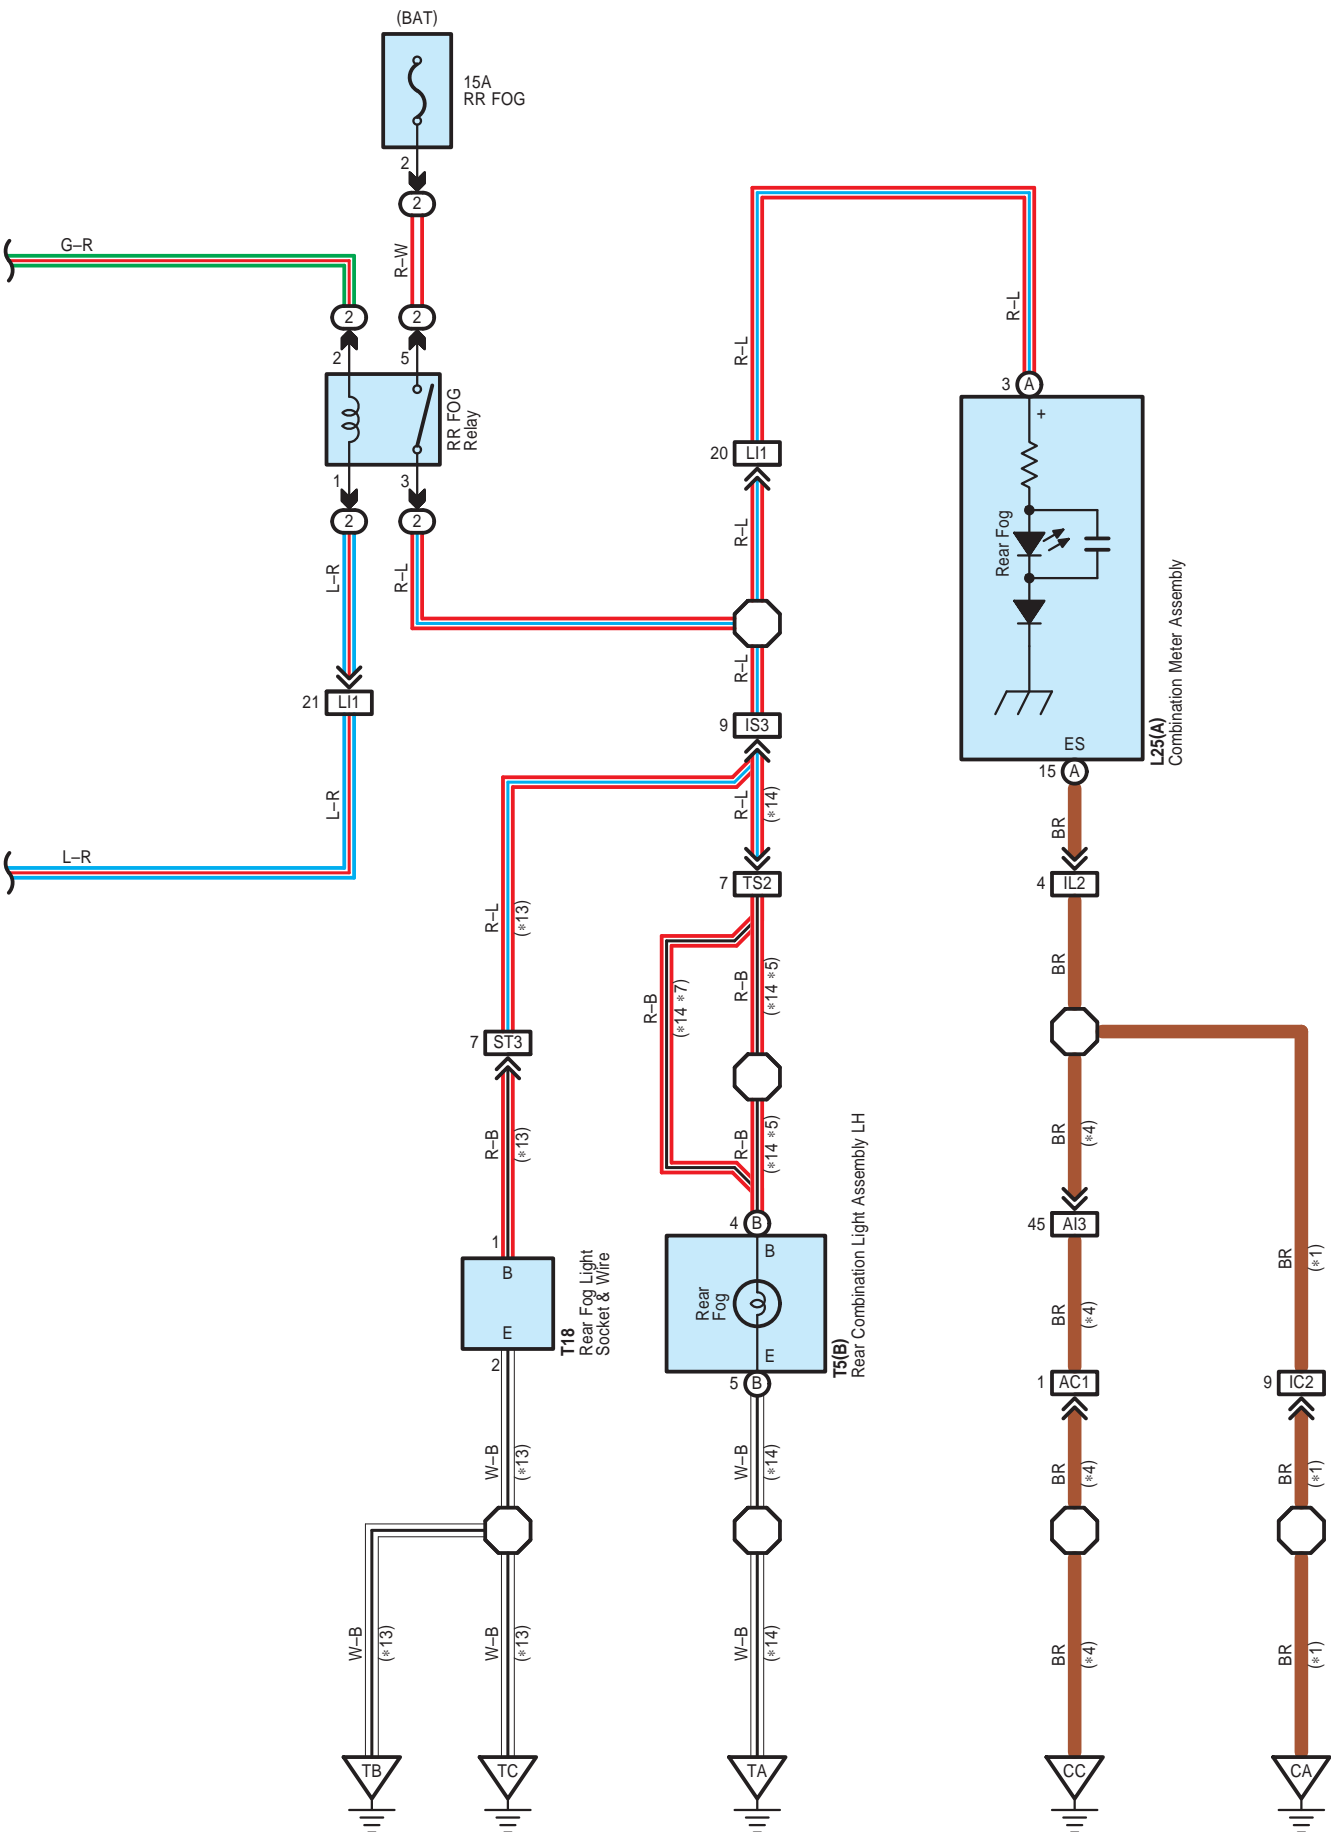 (BAT)
15A
RR FOG
2
2
G–R
R–W
2
2
2
5
RR FOG
Relay
1
3
2
2
L–R
R–L
21
LI1
L–R
L–R
R–L
R–L
3
A
+
20
LI1
R–L
Rear Fog
R–L
9
IS3
ES
L25(A)
Combination Meter Assembly
15
A
R–L
(*14)
BR
7
TS2
4
IL2
R–L
(*13)
R–B
(*14 *7)
R–B
(*14 *5)
BR
7
ST3
R–B
(*13)
R–B
(*14 *5)
BR
(*4)
4
B
45
AI3
1
B
E
T18
Rear Fog Light
Socket & Wire
2
B
Rear
Fog
E
T5(B)
Rear Combination Light Assembly LH
5
B
BR
(*4)
BR
(*1)
1
AC1
9
IC2
W–B
(*13)
W–B
(*14)
BR
(*4)
BR
(*1)
W–B
(*13)
W–B
(*13)
W–B
(*14)
BR
(*4)
BR
(*1)
TB
TC
TA
CC
CA